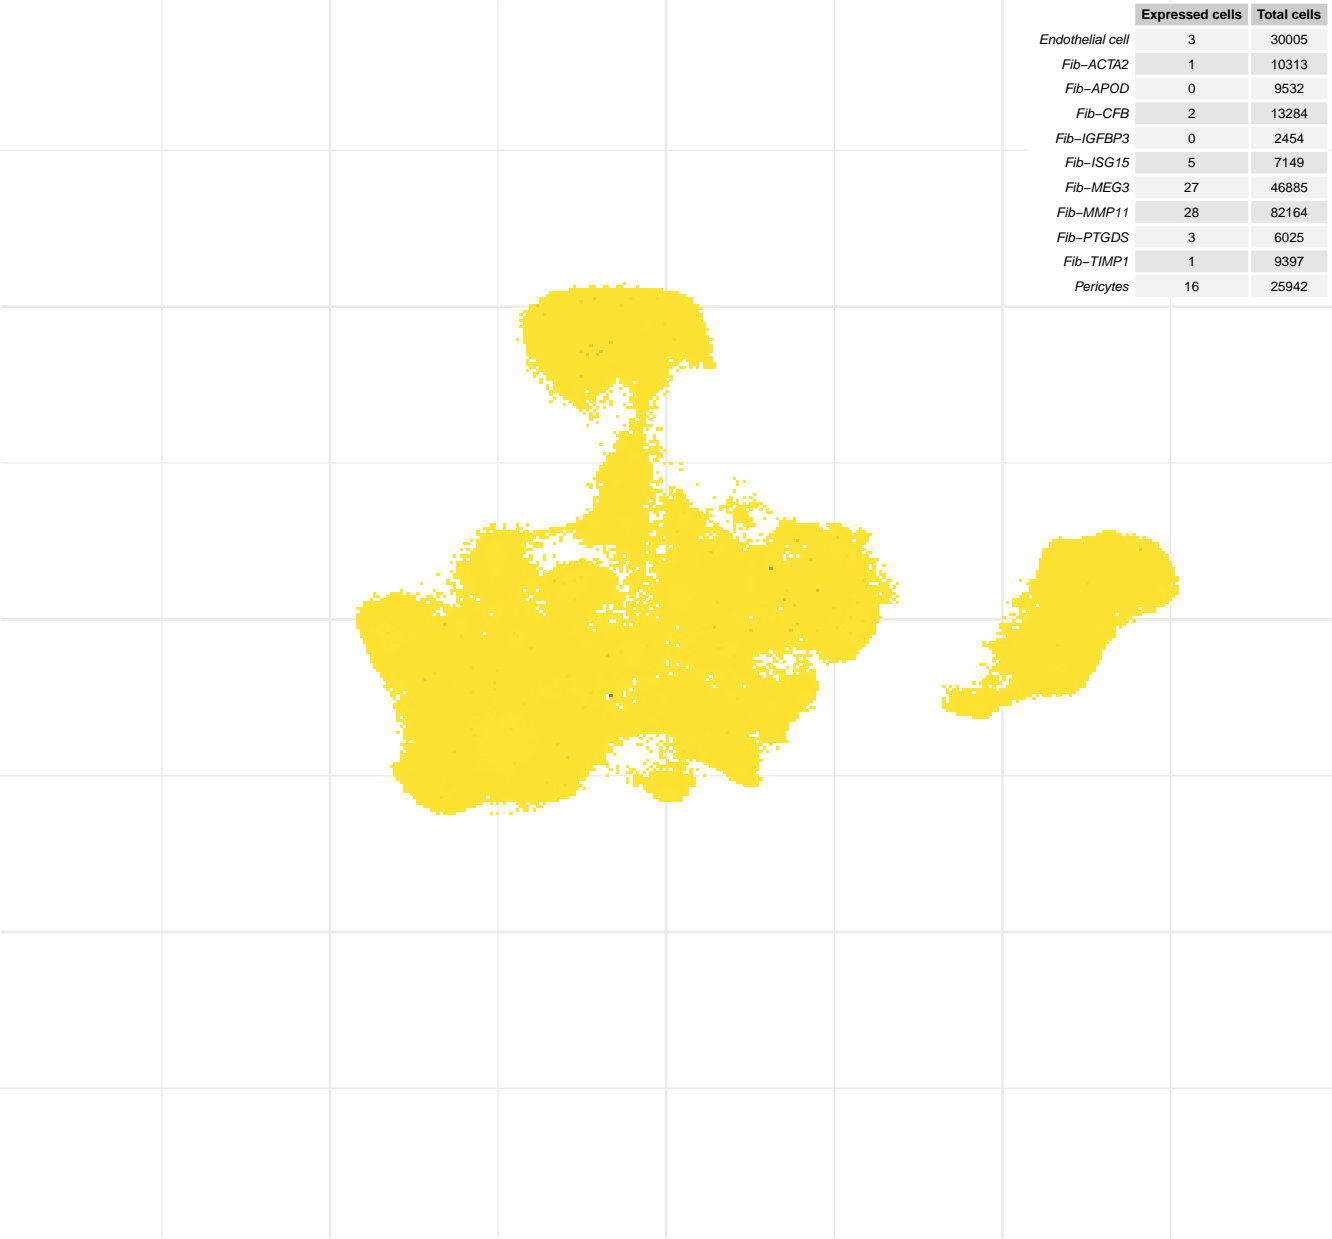 Expressed cells Total cells
Endothelial cell 3 30005
Fib−ACTA2 1 10313
Fib−APOD 0 9532
Fib−CFB 2 13284
Fib−IGFBP3 0 2454
Fib−ISG15 5 7149
Fib−MEG3 27 46885
Fib−MMP11 28 82164
Fib−PTGDS 3 6025
Fib−TIMP1 1 9397
Pericytes 16 25942